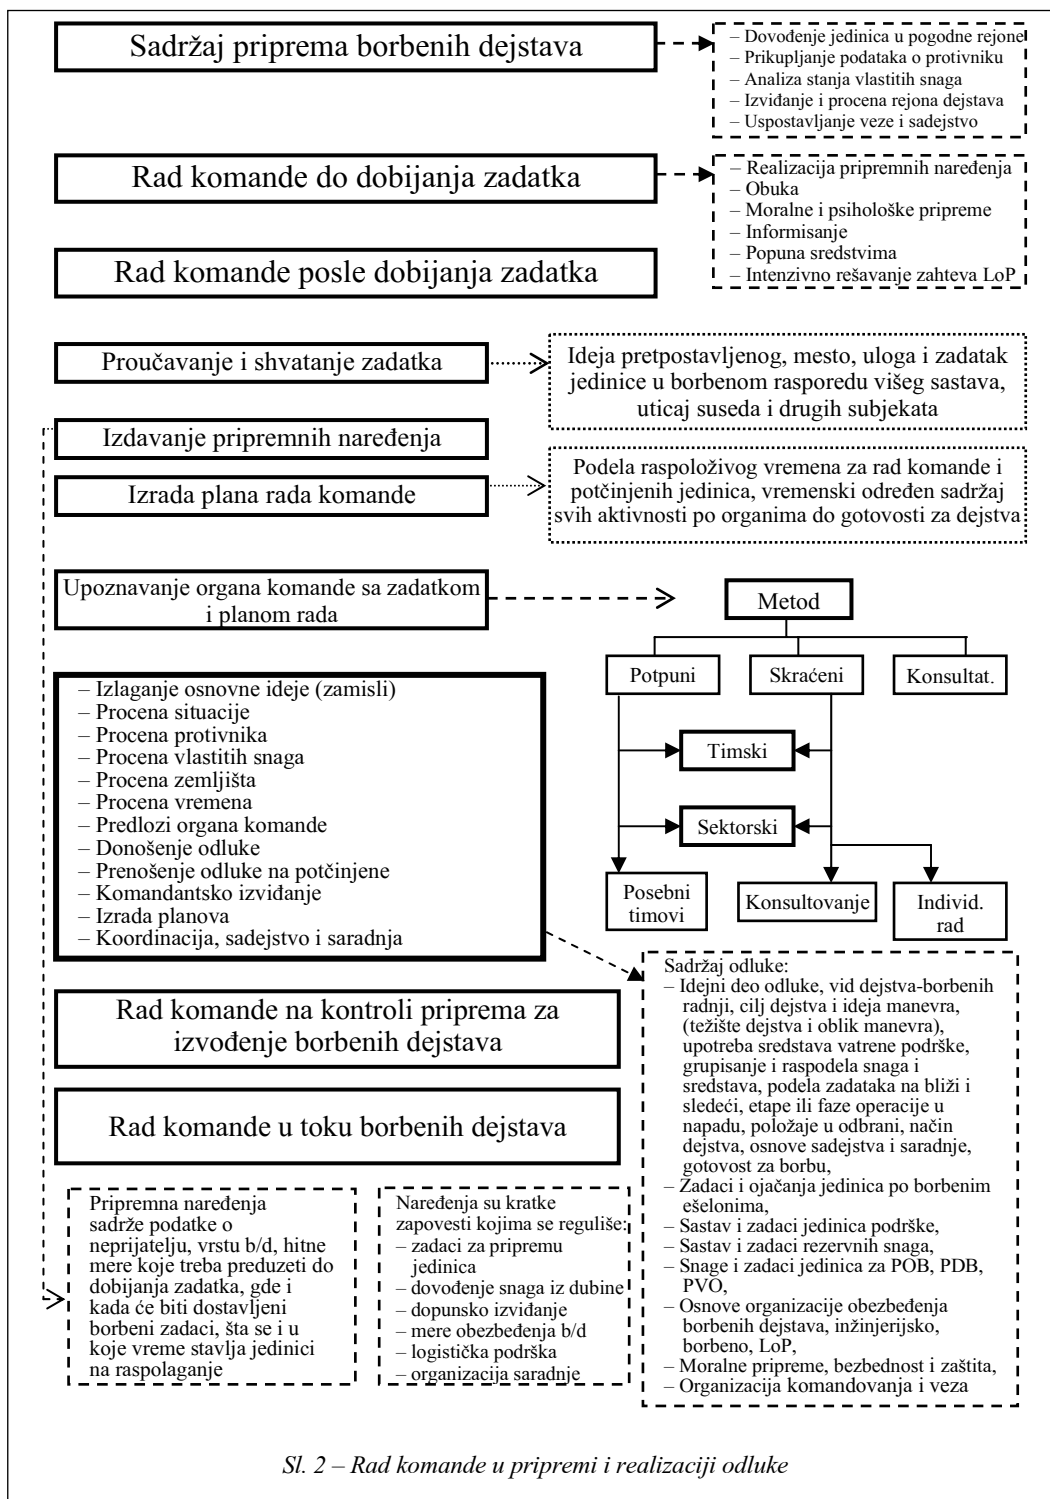 Sadržaj priprema borbenih dejstava
– Dovođenje jedinica u pogodne rejone
– Prikupljanje podataka o protivniku
– Analiza stanja vlastitih snaga
– Izviđanje i procena rejona dejstava
– Uspostavljanje veze i sadejstvo
Rad komande do dobijanja zadatka
– Realizacija pripremnih naređenja
– Obuka
– Moralne i psihološke pripreme
– Informisanje
– Popuna sredstvima
– Intenzivno rešavanje zahteva LoP
Rad komande posle dobijanja zadatka
Proučavanje i shvatanje zadatka
Ideja pretpostavljenog, mesto, uloga i zadatak
jedinice u borbenom rasporedu višeg sastava,
uticaj suseda i drugih subjekata
Izdavanje pripremnih naređenja
Izrada plana rada komande
Podela raspoloživog vremena za rad komande i
potčinjenih jedinica, vremenski određen sadržaj
svih aktivnosti po organima do gotovosti za dejstva
Upoznavanje organa komande sa zadatkom
i planom rada
Metod
Potpuni
Skraćeni
Konsultat.
Timski
Sektorski
Posebni
timovi
Konsultovanje
Individ.
rad
– Izlaganje osnovne ideje (zamisli)
– Procena situacije
– Procena protivnika
– Procena vlastitih snaga
– Procena zemljišta
– Procena vremena
– Predlozi organa komande
– Donošenje odluke
– Prenošenje odluke na potčinjene
– Komandantsko izviđanje
– Izrada planova
– Koordinacija, sadejstvo i saradnja
Sadržaj odluke:
– Idejni deo odluke, vid dejstva-borbenih
radnji, cilj dejstva i ideja manevra,
(težište dejstva i oblik manevra),
upotreba sredstava vatrene podrške,
grupisanje i raspodela snaga i
sredstava, podela zadataka na bliži i
sledeći, etape ili faze operacije u
napadu, položaje u odbrani, način
dejstva, osnove sadejstva i saradnje,
gotovost za borbu,
– Zadaci i ojačanja jedinica po borbenim
ešelonima,
– Sastav i zadaci jedinica podrške,
– Sastav i zadaci rezervnih snaga,
– Snage i zadaci jedinica za POB, PDB,
PVO,
– Osnove organizacije obezbeđenja
borbenih dejstava, inžinjerijsko,
borbeno, LoP,
– Moralne pripreme, bezbednost i zaštita,
– Organizacija komandovanja i veza
Rad komande na kontroli priprema za
izvođenje borbenih dejstava
Rad komande u toku borbenih dejstava
Pripremna naređenja
sadrže podatke o
neprijatelju, vrstu b/d, hitne
mere koje treba preduzeti do
dobijanja zadatka, gde i
kada će biti dostavljeni
borbeni zadaci, šta se i u
koje vreme stavlja jedinici
na raspolaganje
Naređenja su kratke
zapovesti kojima se reguliše:
– zadaci za pripremu
jedinica
– dovođenje snaga iz dubine
– dopunsko izviđanje
– mere obezbeđenja b/d
– logistička podrška
– organizacija saradnje
Sl. 2 – Rad komande u pripremi i realizaciji odluke